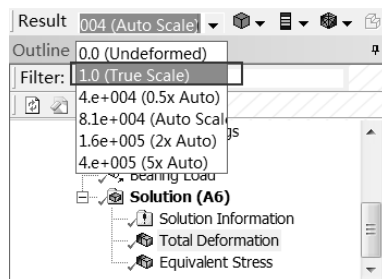 Result 004 (Auto Scale)
Outline
0.0 (Undeformed)
Filter: 1.0 (True Scale)
4.e+004 (0.5x Auto)
8.1e+004 (Auto Scale
1.6e+005 (2x Auto)
4.e+005 (5x Auto)
Bearing Load
Solution (A6)
Solution Information
Total Deformation
Equivalent Stress